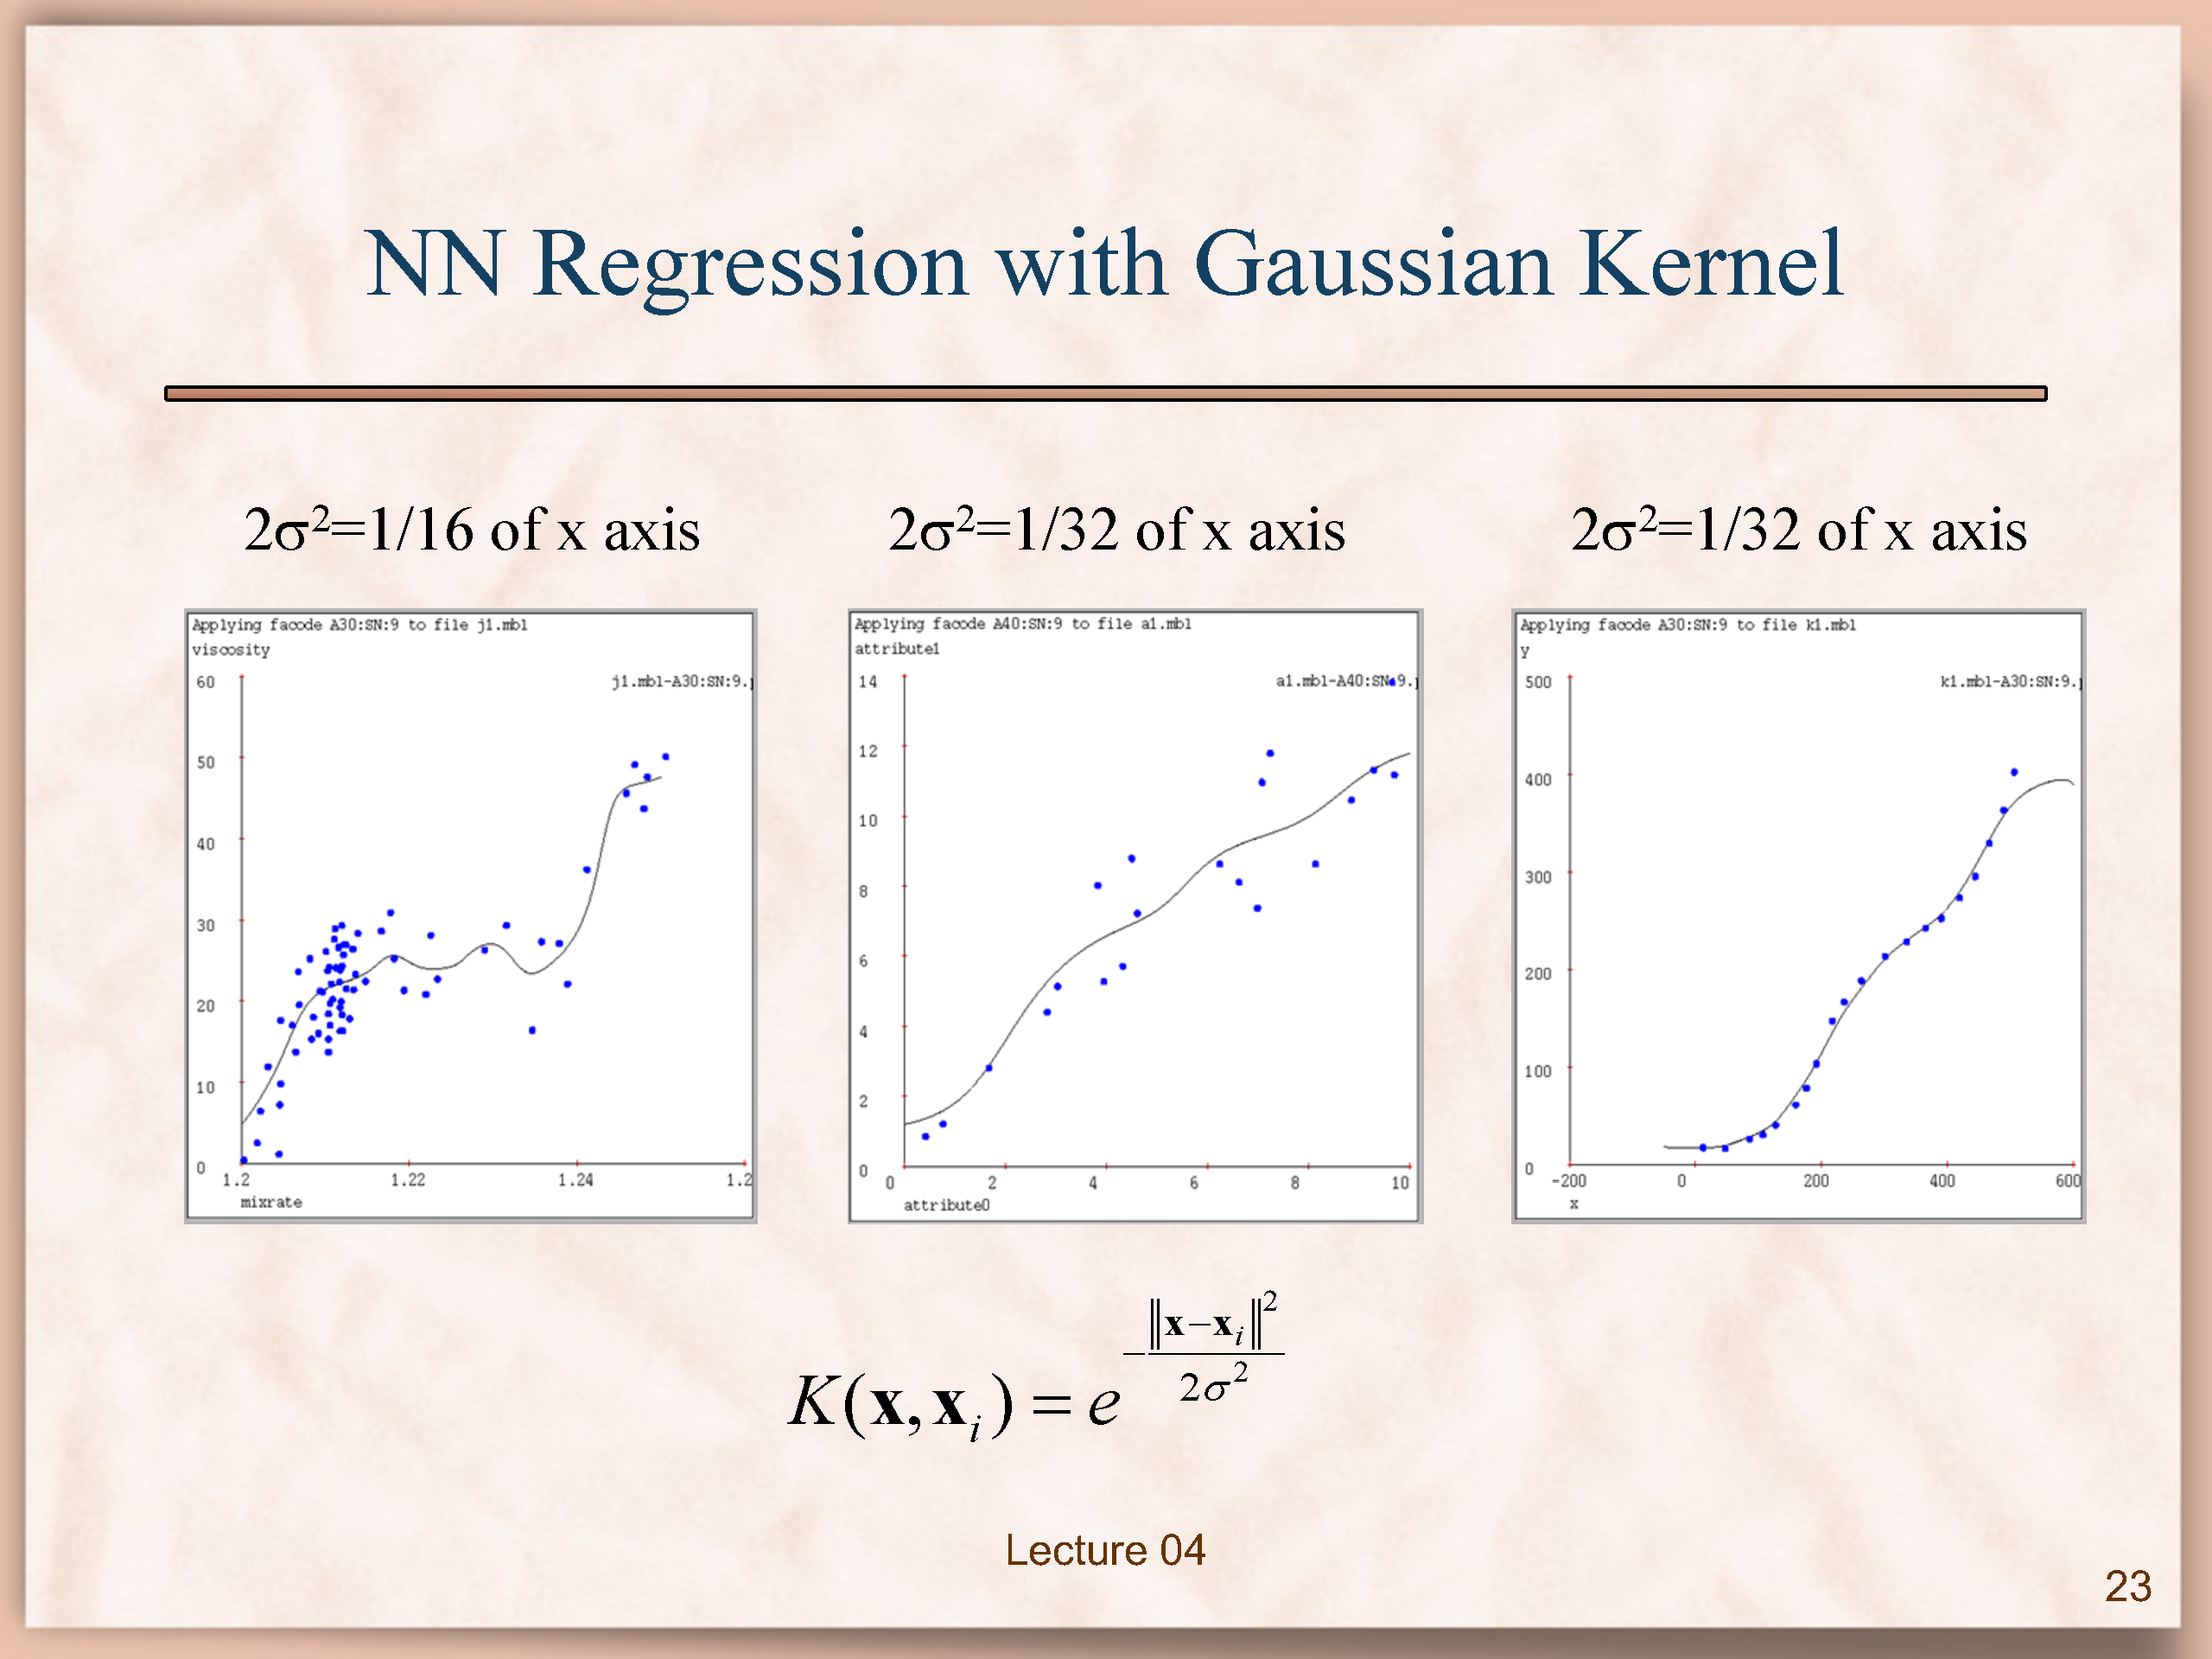 NN Regression with Gaussian Kernel
2σ²=1/16 of x axis
2σ²=1/32 of x axis
2σ²=1/32 of x axis
Applying facode A30:SN:9 to file j1.mbl
viscosity
j1.mbl-A30:SN:9.
60
50
40
30
20
10
0
1.2 1.22 1.24 1.2
mixrate
Applying facode A40:SN:9 to file a1.mbl
attribute1
a1.mbl-A40:SN:9.
14
12
10
8
6
4
2
0
0 2 4 6 8 10
attribute0
Applying facode A30:SN:9 to file k1.mbl
y
k1.mbl-A30:SN:9.
500
400
300
200
100
0
-200 0 200 400 600
x
K(x,xᵢ) = e^(−‖x−xᵢ‖²/2σ²)
Lecture 04
23